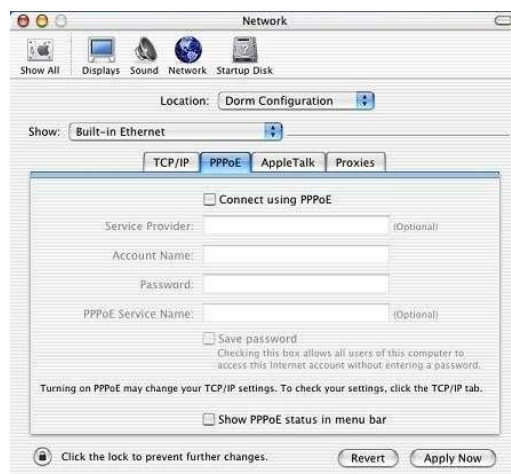 Network
Show All Displays Sound Network Startup Disk
Location: Dorm Configuration
Show: Built-in Ethernet
TCP/IP PPPoE AppleTalk Proxies
Connect using PPPoE
Service Provider: (Optional)
Account Name:
Password:
PPPoE Service Name: (Optional)
Save password
Checking this box allows all users of this computer to
access this Internet account without entering a password.
Turning on PPPoE may change your TCP/IP settings. To check your settings, click the TCP/IP tab.
Show PPPoE status in menu bar
Click the lock to prevent further changes. Revert Apply Now